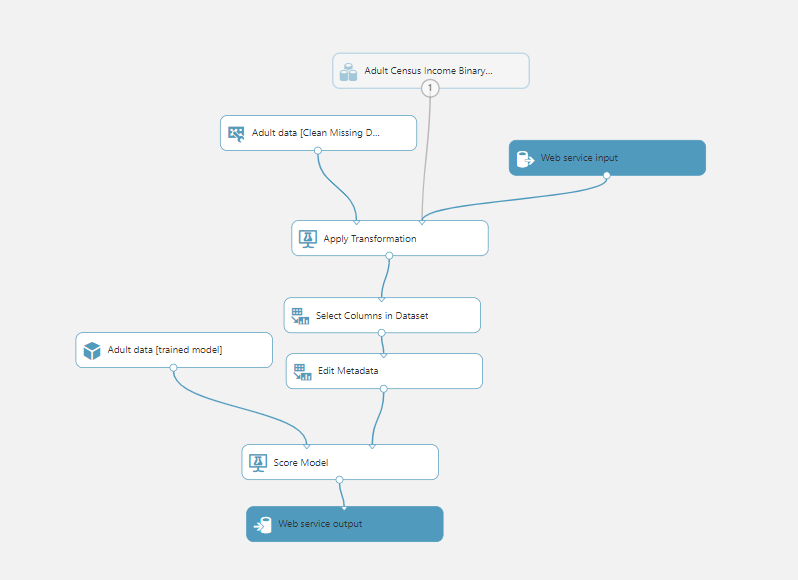 Adult Census Income Binary...
1
Adult data [Clean Missing D...
Web service input
Apply Transformation
Select Columns in Dataset
Adult data [trained model]
Edit Metadata
Score Model
Web service output